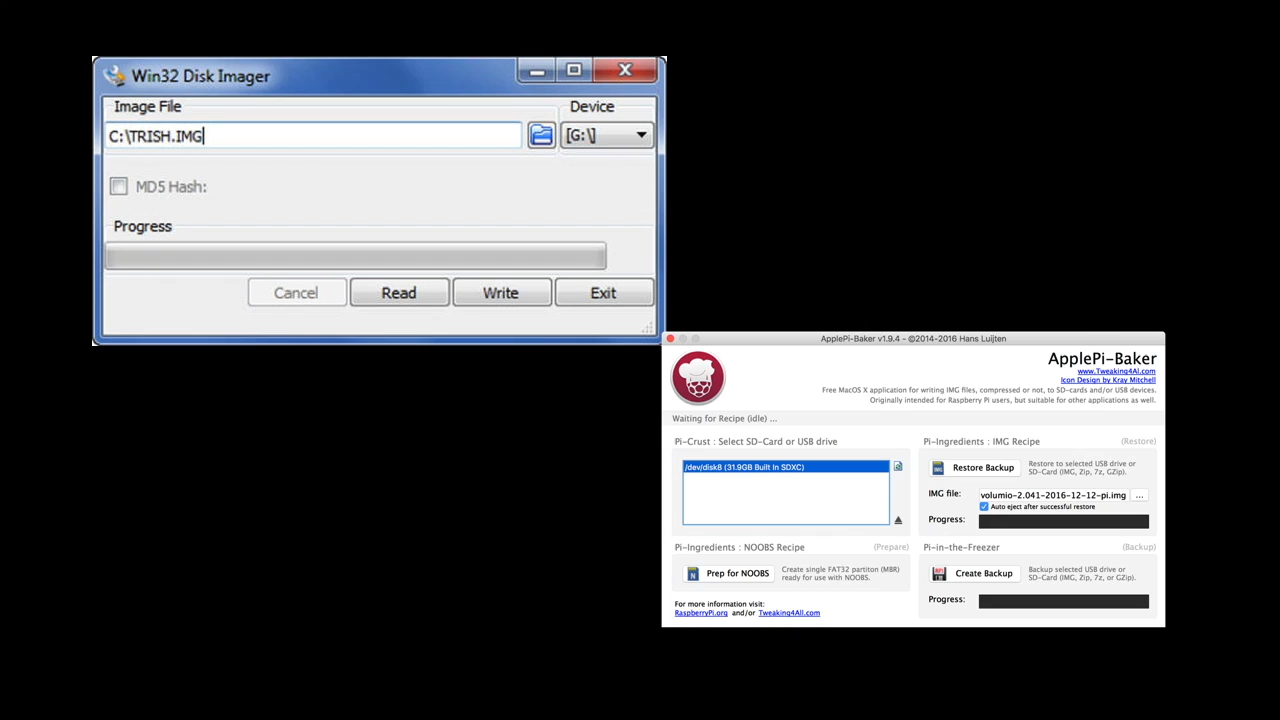 Win32 Disk Imager
Image File
Device
C:\TRISH.IMG
[G:\]
MD5 Hash:
Progress
Cancel
Read
Write
Exit
ApplePi-Baker v1.9.4 - ©2014-2016 Hans Luijten
ApplePi-Baker
www.Tweaking4All.com
Icon Design by Kray Mitchell
Free MacOS X application for writing IMG files, compressed or not, to SD-cards and/or USB devices.
Originally intended for Raspberry Pi users, but suitable for other applications as well.
Waiting for Recipe (idle) ...
Pi-Crust : Select SD-Card or USB drive
/dev/disk8 (31.9GB Built In SDXC)
Pi-Ingredients : IMG Recipe
(Restore)
Restore Backup
Restore to selected USB drive or
SD-Card (IMG, Zip, 7z, GZip).
IMG file:
volumio-2.041-2016-12-12-pi.img
...
Auto eject after successful restore
Progress:
Pi-Ingredients : NOOBS Recipe
(Prepare)
Prep for NOOBS
Create single FAT32 partiton (MBR)
ready for use with NOOBS.
Pi-in-the-Freezer
(Backup)
Create Backup
Backup selected USB drive or
SD-Card (IMG, Zip, 7z, or GZip).
Progress:
For more information visit:
RaspberryPi.org and/or Tweaking4All.com